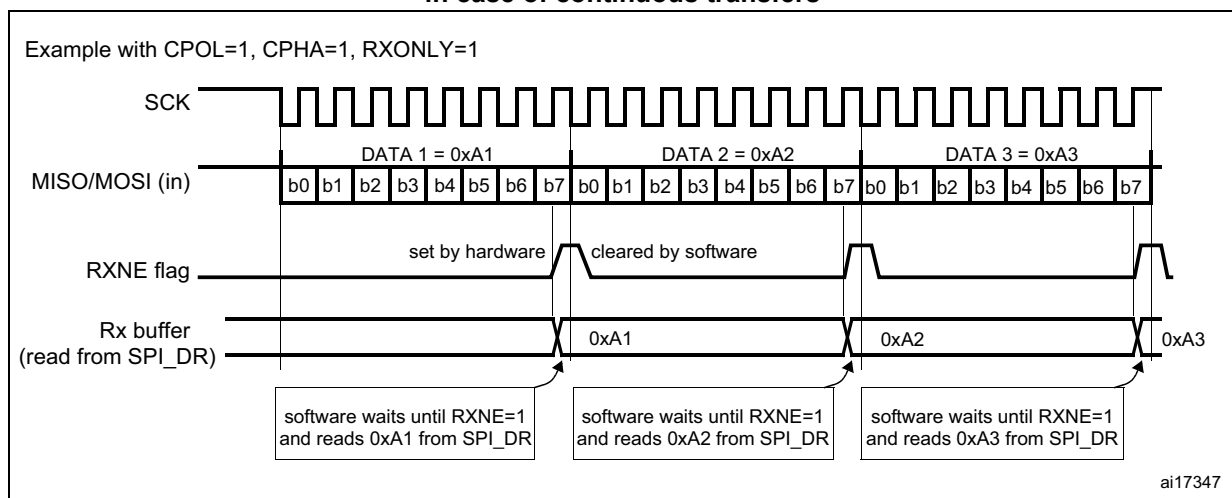 in case of continuous transfers
Example with CPOL=1, CPHA=1, RXONLY=1
SCK
DATA 1 = 0xA1 DATA 2 = 0xA2 DATA 3 = 0xA3
MISO/MOSI (in) b0 b1 b2 b3 b4 b5 b6 b7 b0 b1 b2 b3 b4 b5 b6 b7 b0 b1 b2 b3 b4 b5 b6 b7
set by hardware cleared by software
RXNE flag
Rx buffer
(read from SPI_DR)
0xA1 0xA2 0xA3
software waits until RXNE=1
and reads 0xA1 from SPI_DR
software waits until RXNE=1
and reads 0xA2 from SPI_DR
software waits until RXNE=1
and reads 0xA3 from SPI_DR
ai17347